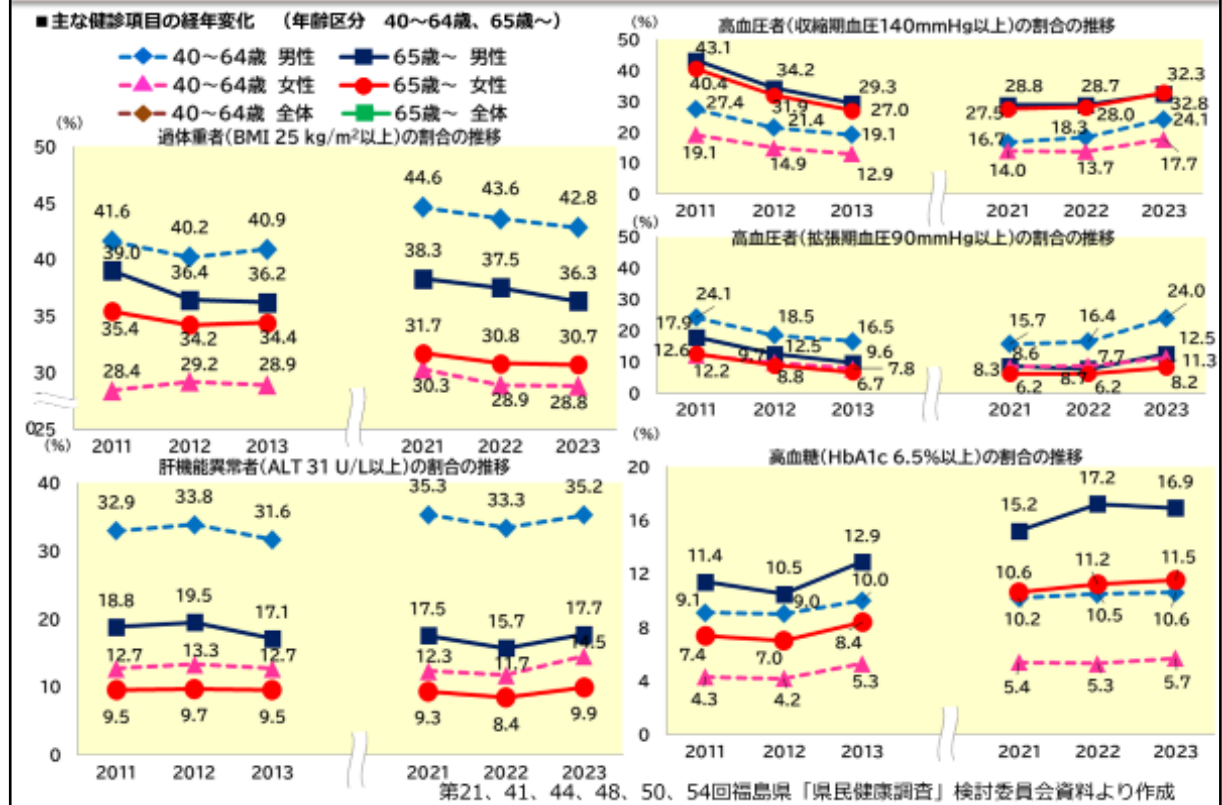 ■主な健診項目の経年変化 (年齢区分 40~64歳、65歳~)
40~64歳 男性 65歳~ 男性
40~64歳 女性 65歳~ 女性
40~64歳 全体 65歳~ 全体
(%)
過体重者(BMI 25 kg/m²以上)の割合の推移
50
45
40
35
30
25
0
41.6 40.2 40.9 44.6 43.6 42.8
39.0 36.4 36.2 38.3 37.5 36.3
35.4 34.2 34.4 31.7 30.8 30.7
28.4 29.2 28.9 30.3 28.9 28.8
2011 2012 2013 2021 2022 2023
(%)
肝機能異常者(ALT 31 U/L以上)の割合の推移
40
30
20
10
0
32.9 33.8 31.6 35.3 33.3 35.2
18.8 19.5 17.1 17.5 15.7 17.7
12.7 13.3 12.7 12.3 11.7 14.5
9.5 9.7 9.5 9.3 8.4 9.9
2011 2012 2013 2021 2022 2023
高血圧者(収縮期血圧140mmHg以上)の割合の推移
50
40
30
20
10
0
43.1 34.2 29.3 28.8 28.7 32.3
40.4 31.9 27.0 27.5 28.0 32.8
27.4 21.4 19.1 16.7 18.3 24.1
19.1 14.9 12.9 14.0 13.7 17.7
2011 2012 2013 2021 2022 2023
(%)
高血圧者(拡張期血圧90mmHg以上)の割合の推移
50
40
30
20
10
0
24.1 18.5 16.5 15.7 16.4 24.0
17.9 12.5 9.6 8.6 7.7 12.5
12.6 9.7 7.8 8.3 8.7 11.3
12.2 8.8 6.7 6.2 6.2 8.2
2011 2012 2013 2021 2022 2023
(%)
高血糖(HbA1c 6.5%以上)の割合の推移
20
16
12
8
4
0
11.4 10.5 12.9 15.2 17.2 16.9
9.1 9.0 10.0 10.6 11.2 11.5
7.4 7.0 8.4 10.2 10.5 10.6
4.3 4.2 5.3 5.4 5.3 5.7
2011 2012 2013 2021 2022 2023
第21、41、44、48、50、54回福島県「県民健康調査」検討委員会資料より作成